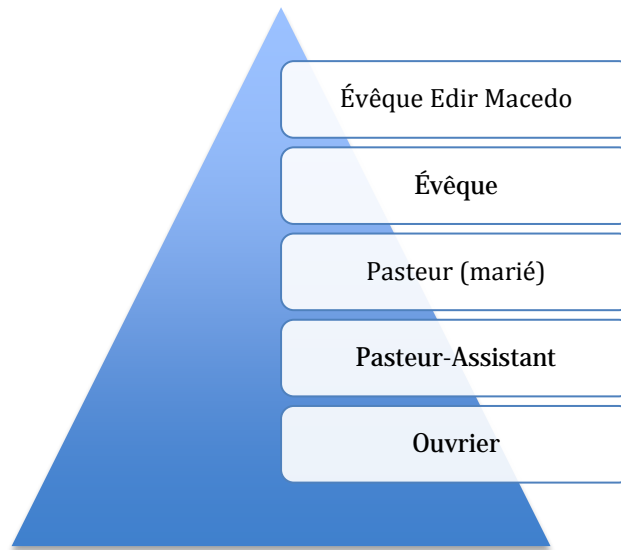 Évêque Edir Macedo
Évêque
Pasteur (marié)
Pasteur-Assistant
Ouvrier